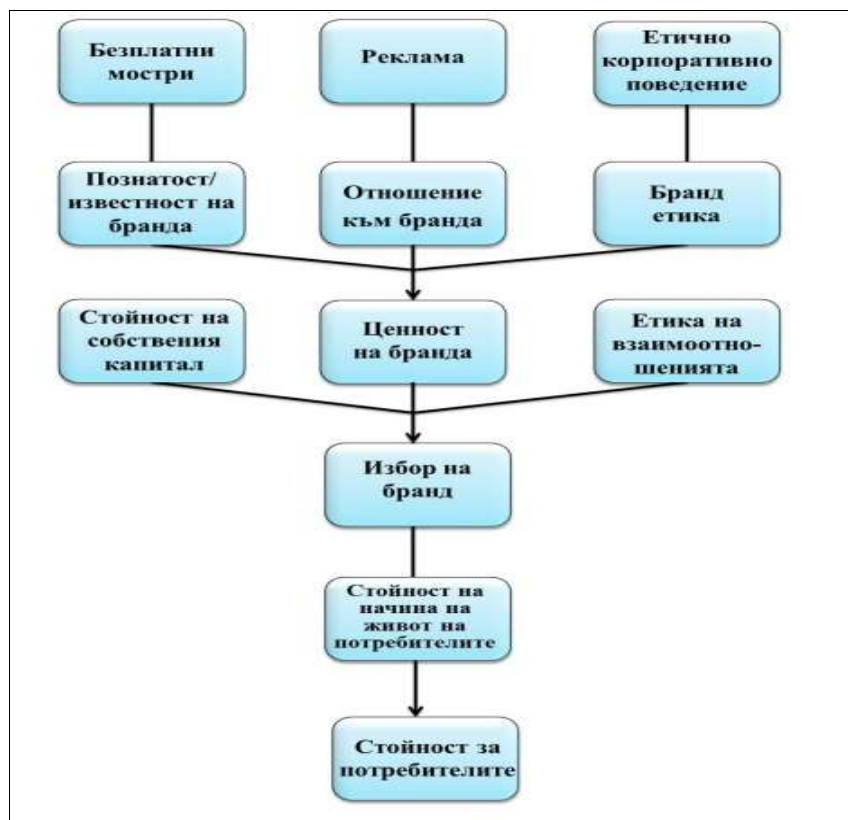 Безплатни
мостри
Реклама
Етично
корпоративно
поведение
Познатост/
известност на
бранда
Отношение
към бранда
Бранд
етика
Стойност на
собствения
капитал
Ценност
на бранда
Етика на
взаимоотно-
шенията
Избор на
бранд
Стойност на
начина на
живот на
потребителите
Стойност за
потребителите